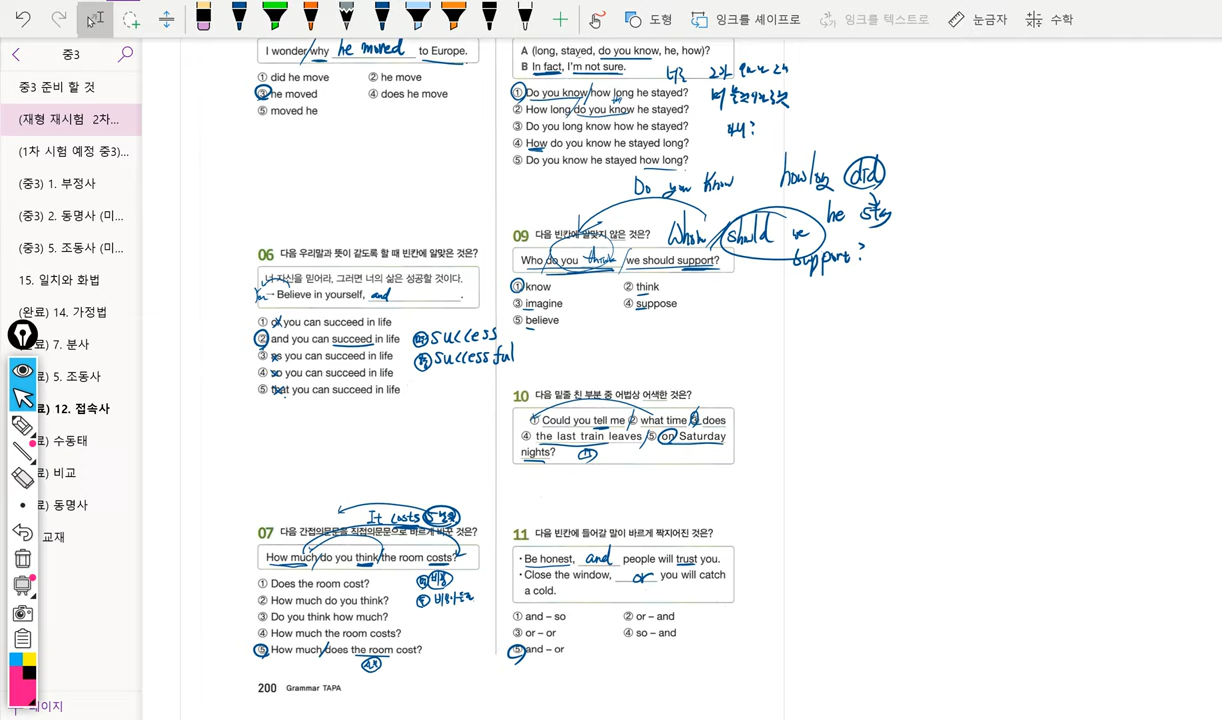 도형
잉크를 셰이프로
잉크를 텍스트로
눈금자
수학
중3
중3 준비 할 것
(재형 재시험 2차...
(1차 시험 예정 중3)...
(중3) 1. 부정사
(중3) 2. 동명사 (미...
(중3) 5. 조동사 (미...
15. 일치와 화법
(완료) 14. 가정법
료) 7. 분사
료) 5. 조동사
료) 12. 접속사
료) 수동태
료) 비교
료) 동명사
교재
페이지
I wonder why he moved to Europe.
① did he move ② he move
③ he moved ④ does he move
⑤ moved he
06 다음 우리말과 뜻이 같도록 할 때 빈칸에 알맞은 것은?
너 자신을 믿어라, 그러면 너의 삶은 성공할 것이다.
You
→ Believe in yourself, and .
① or you can succeed in life
② and you can succeed in life
③ as you can succeed in life
④ so you can succeed in life
⑤ that you can succeed in life
명 success
형 successful
It costs 5만원
07 다음 간접의문문을 직접의문문으로 바르게 바꾼 것은?
How much do you think the room costs?
① Does the room cost?
② How much do you think?
③ Do you think how much?
④ How much the room costs?
⑤ How much does the room cost?
명 비용
200 Grammar TAPA
A (long, stayed, do you know, he, how)?
B In fact, I'm not sure.
너는
① Do you know how long he stayed?
② How long do you know he stayed?
③ Do you long know how he stayed?
④ How do you know he stayed long?
⑤ Do you know he stayed how long?
Do you know
how long did
he stay
09 다음 빈칸에 알맞지 않은 것은?
Whom should we
support?
Who do you think we should support?
① know ② think
③ imagine ④ suppose
⑤ believe
10 다음 밑줄 친 부분 중 어법상 어색한 것은?
① Could you tell me ② what time ③ does
④ the last train leaves ⑤ on Saturday
nights?
11 다음 빈칸에 들어갈 말이 바르게 짝지어진 것은?
· Be honest, and people will trust you.
· Close the window, or you will catch
a cold.
① and – so ② or – and
③ or – or ④ so – and
⑤ and – or